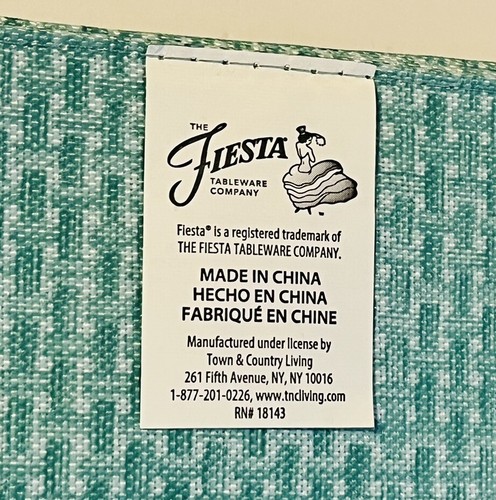 THE
FIESTA
TABLEWARE
COMPANY
Fiesta® is a registered trademark of
THE FIESTA TABLEWARE COMPANY.
MADE IN CHINA
HECHO EN CHINA
FABRIQUÉ EN CHINE
Manufactured under license by
Town & Country Living
261 Fifth Avenue, NY, NY 10016
1-877-201-0226, www.tncliving.com
RN# 18143